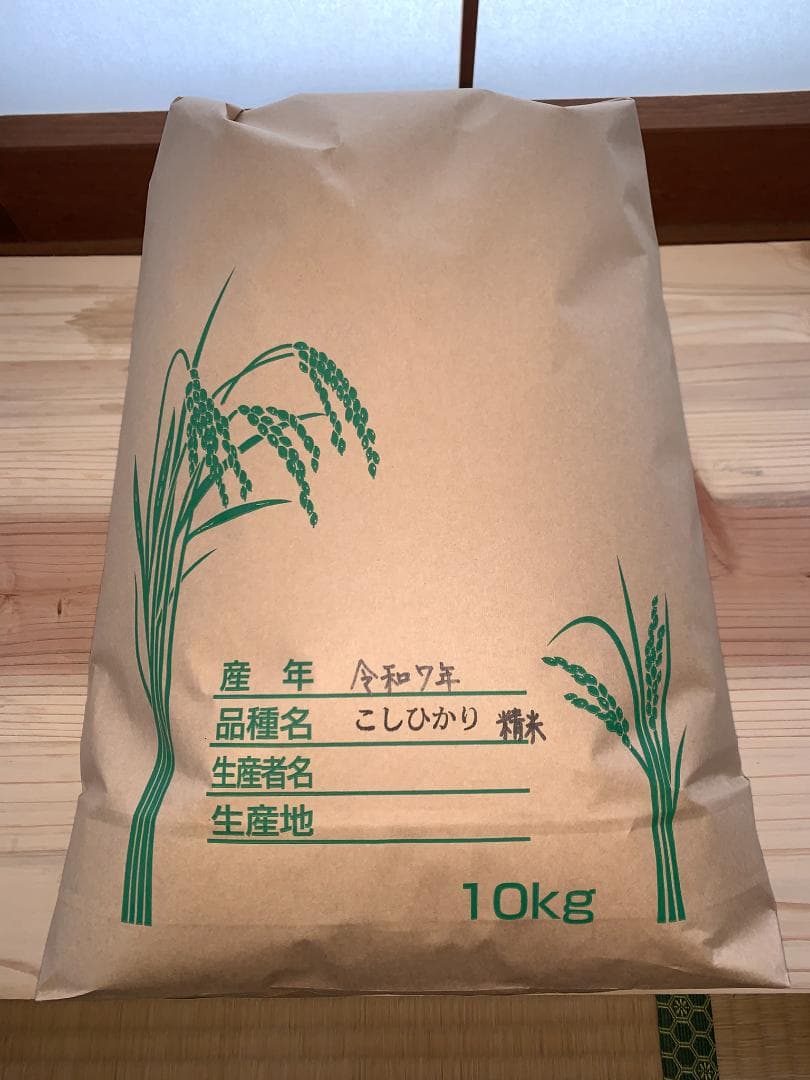 産 年 令和7年
品種名 こしひかり 精米
生産者名
生産地
10kg